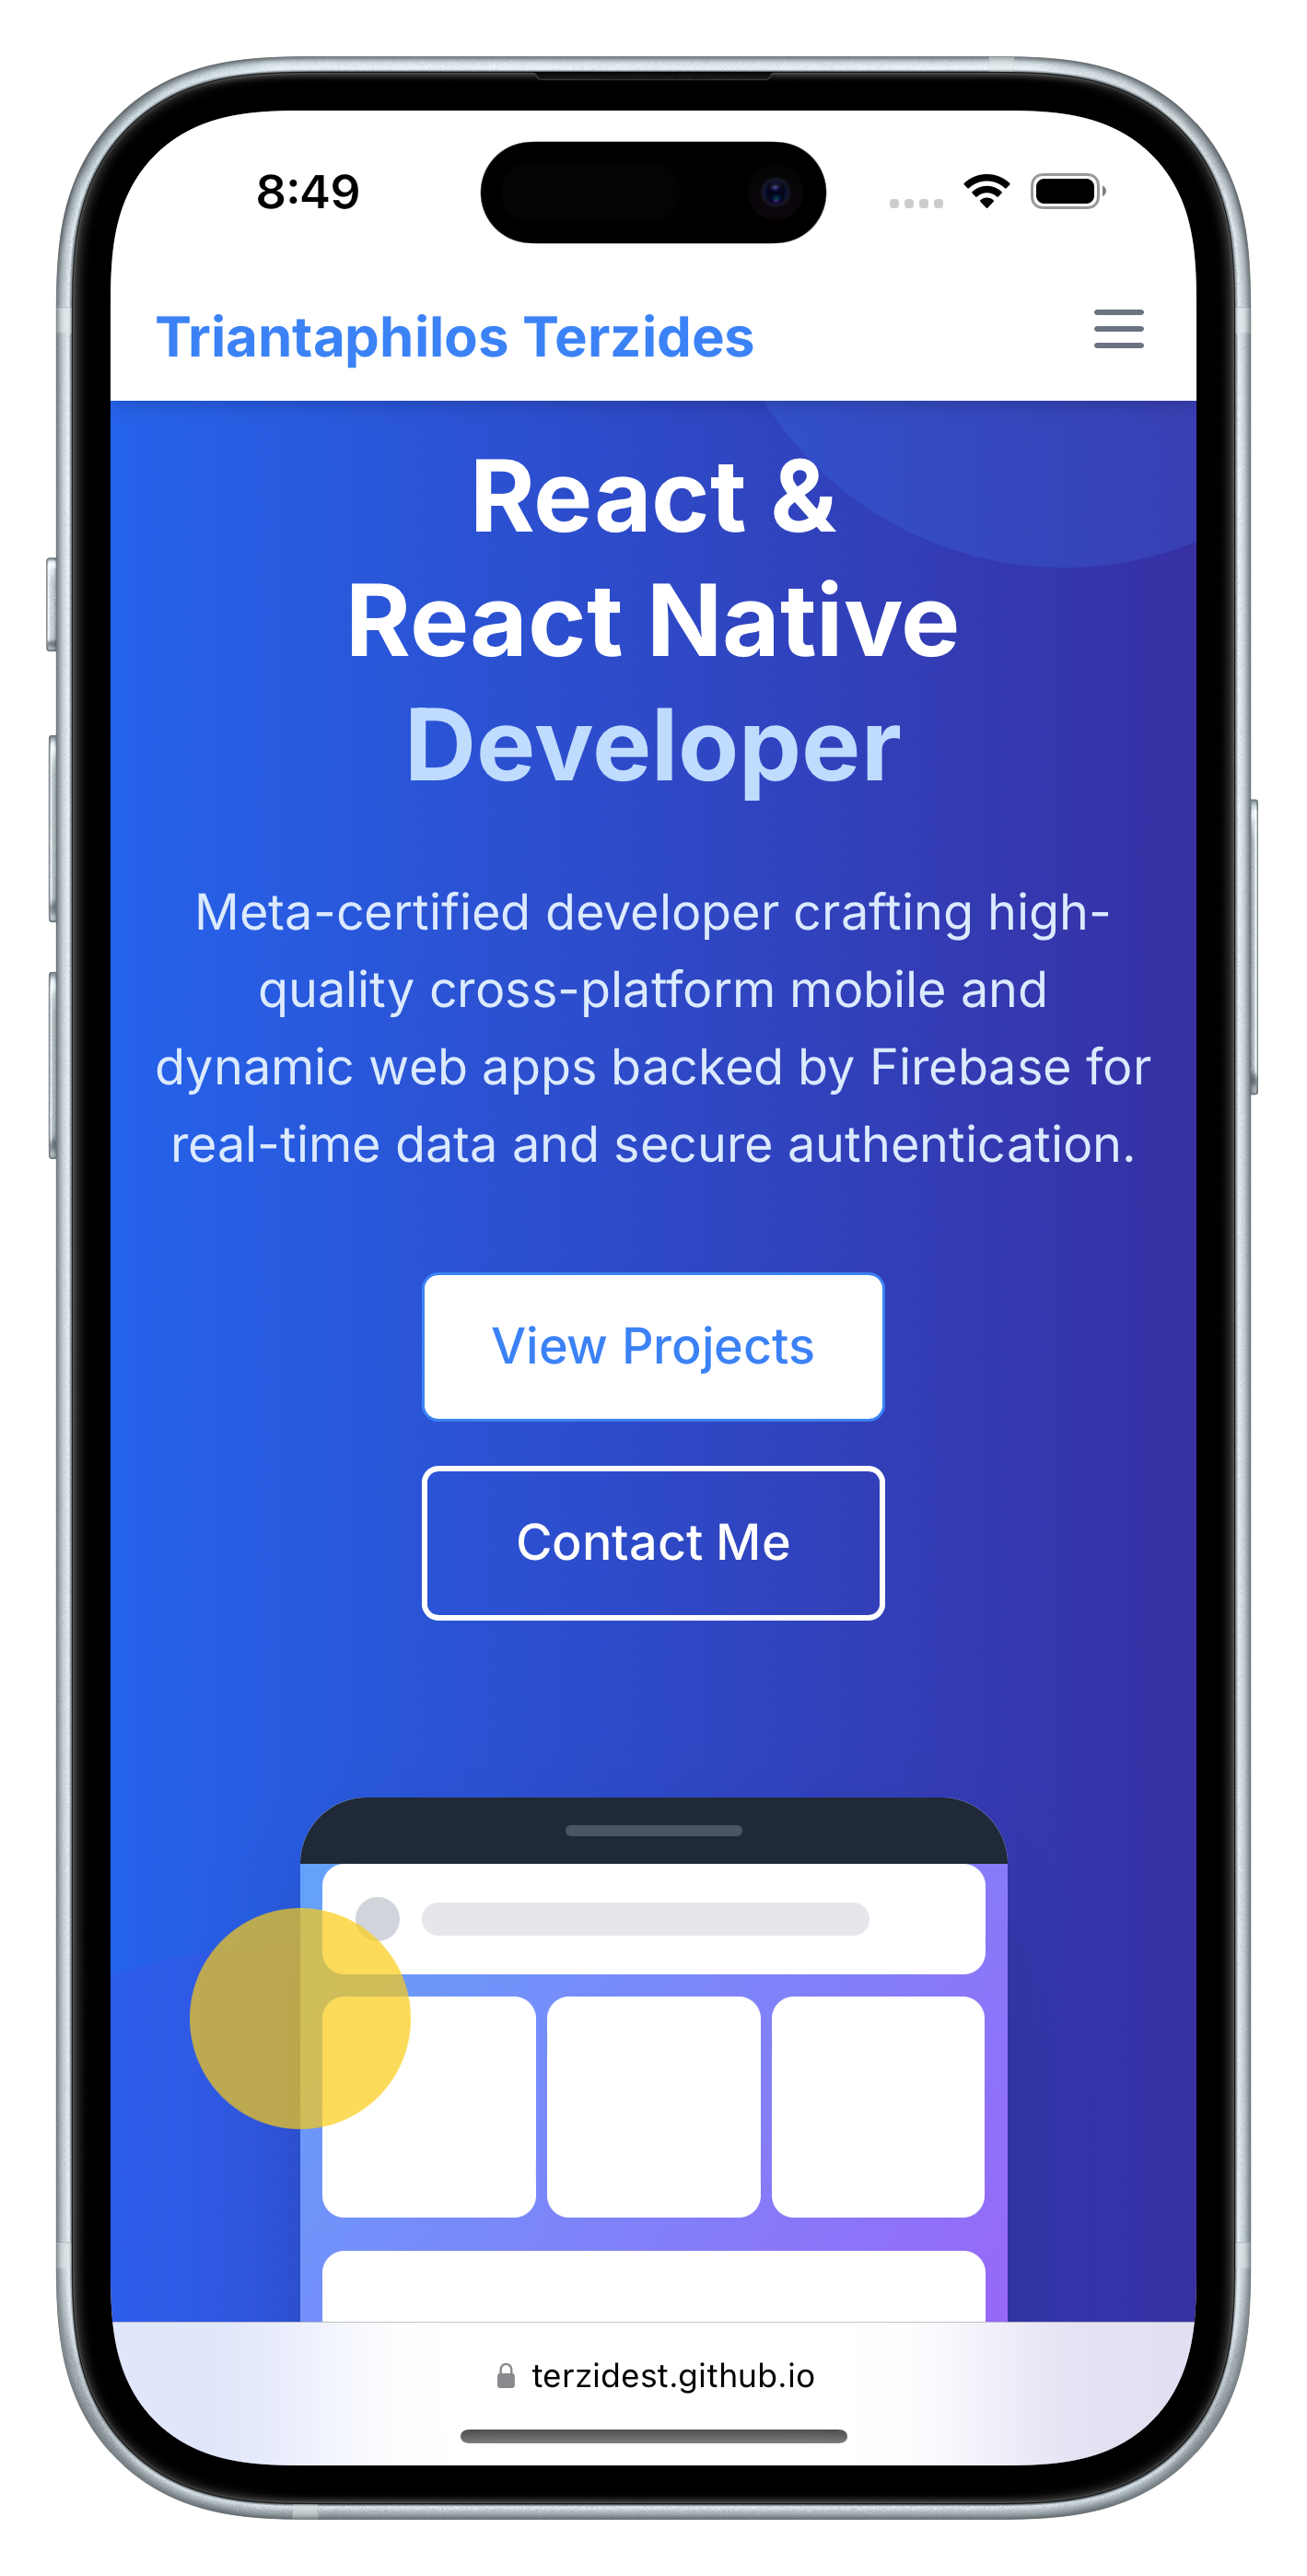 8:49
Triantaphilos Terzides
React &
React Native
Developer
Meta-certified developer crafting high-
quality cross-platform mobile and
dynamic web apps backed by Firebase for
real-time data and secure authentication.
View Projects
Contact Me
terzidest.github.io